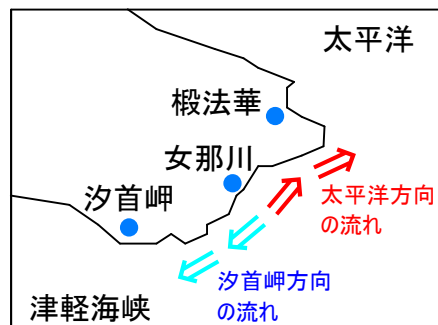 太平洋
椴法華
女那川
汐首岬
太平洋方向
の流れ
汐首岬方向
の流れ
津軽海峡